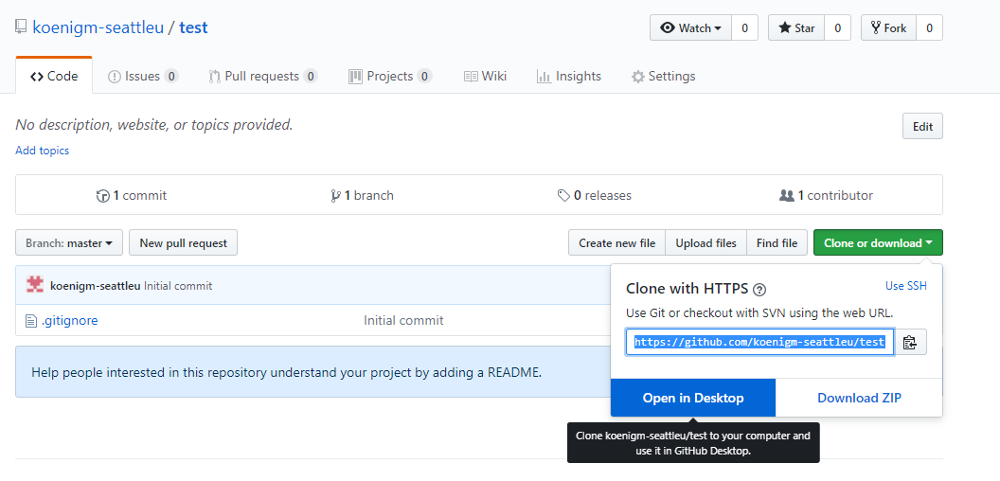 koenigm-seattleu / test
Watch 0 Star 0 Fork 0
Code Issues 0 Pull requests 0 Projects 0 Wiki Insights Settings
No description, website, or topics provided. Edit
Add topics
1 commit 1 branch 0 releases 1 contributor
Branch: master New pull request Create new file Upload files Find file Clone or download
koenigm-seattleu Initial commit
.gitignore Initial commit
Help people interested in this repository understand your project by adding a README.
Clone with HTTPS ? Use SSH
Use Git or checkout with SVN using the web URL.
https://github.com/koenigm-seattleu/test
Open in Desktop Download ZIP
Clone koenigm-seattleu/test to your computer and
use it in GitHub Desktop.